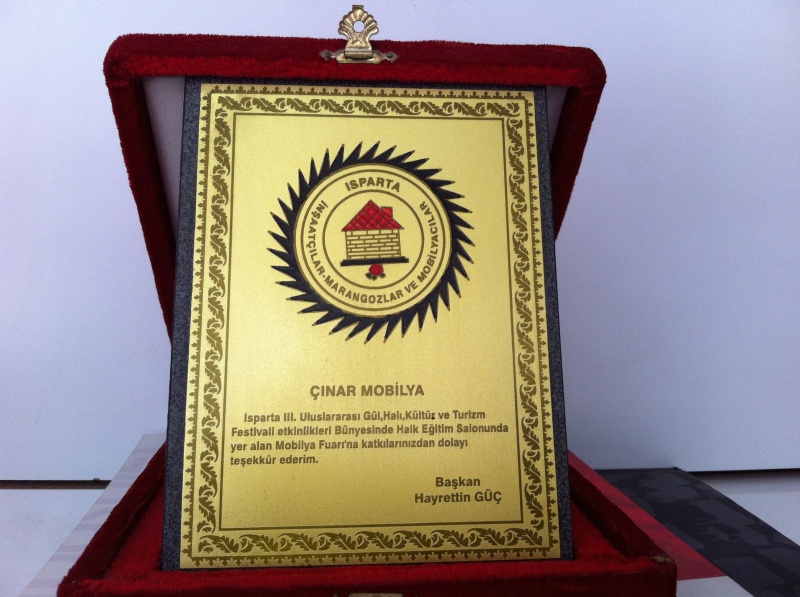 ISPARTA
İNŞAATÇILAR-MARANGOZLAR VE MOBİLYACILAR
ÇINAR MOBİLYA
Isparta III. Uluslararası Gül,Halı,Kültür ve Turizm
Festivali etkinlikleri Bünyesinde Halk Eğitim Salonunda
yer alan Mobilya Fuarı'na katkılarınızdan dolayı
teşekkür ederim.
Başkan
Hayrettin GÜÇ